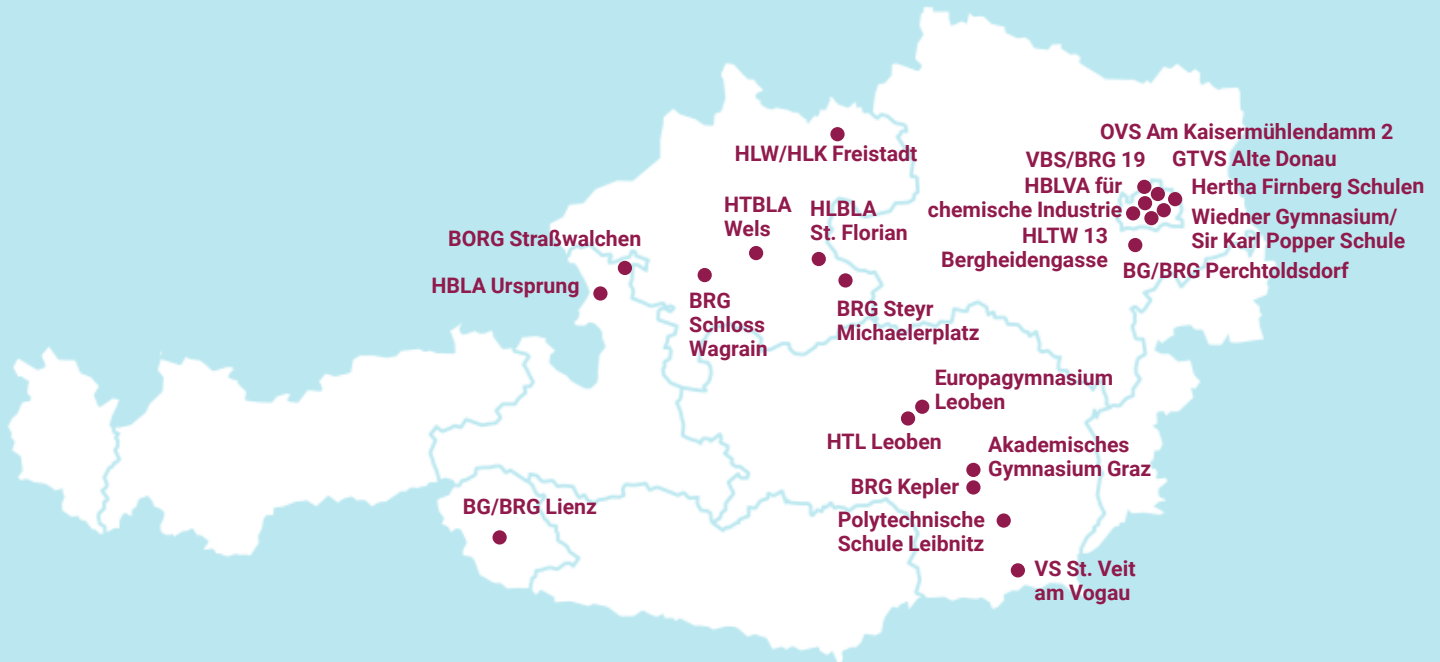 OVS Am Kaisermühlendamm 2
VBS/BRG 19
GTVS Alte Donau
HBLVA für
chemische Industrie
Hertha Firnberg Schulen
Wiedner Gymnasium/
Sir Karl Popper Schule
HLTW 13
Bergheidengasse
BG/BRG Perchtoldsdorf
HLW/HLK Freistadt
HTBLA
Wels
HLBLA
St. Florian
BORG Straßwalchen
HBLA Ursprung
BRG
Schloss
Wagrain
BRG Steyr
Michaelerplatz
Europagymnasium
Leoben
HTL Leoben
Akademisches
Gymnasium Graz
BRG Kepler
BG/BRG Lienz
Polytechnische
Schule Leibnitz
VS St. Veit
am Vogau